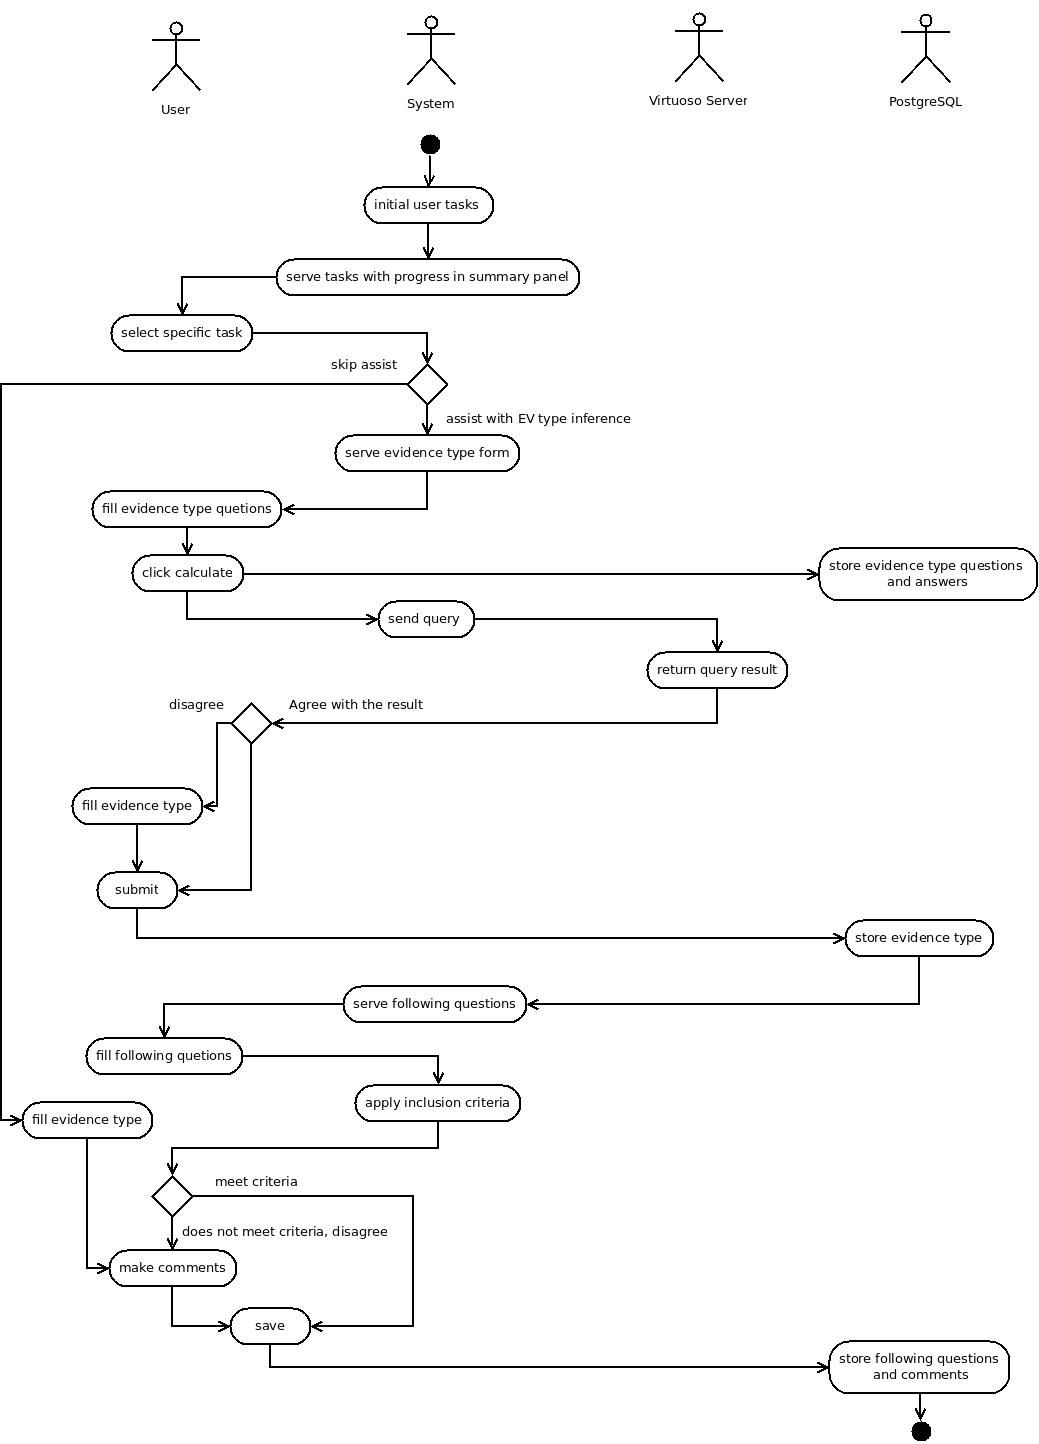 User
System
Virtuoso Server
PostgreSQL
initial user tasks
serve tasks with progress in summary panel
select specific task
skip assist
assist with EV type inference
serve evidence type form
fill evidence type quetions
click calculate
store evidence type questions
and answers
send query
return query result
disagree
Agree with the result
fill evidence type
submit
store evidence type
serve following questions
fill following quetions
apply inclusion criteria
fill evidence type
meet criteria
does not meet criteria, disagree
make comments
save
store following questions
and comments